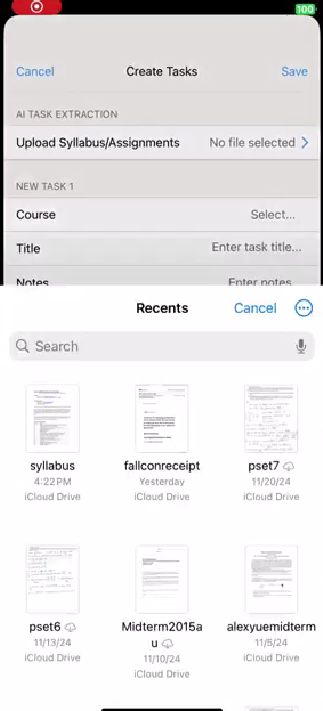 100
Cancel Create Tasks Save
AI TASK EXTRACTION
Upload Syllabus/Assignments No file selected
NEW TASK 1
Course Select...
Title Enter task title...
Notes Enter notes
Recents Cancel
Search
syllabus fallconreceipt pset7
4:22 PM Yesterday 11/20/24
iCloud Drive iCloud Drive iCloud Drive
pset6 Midterm2015a alexyuemidterm
11/13/24 u 11/5/24
iCloud Drive 11/10/24 iCloud Drive
iCloud Drive